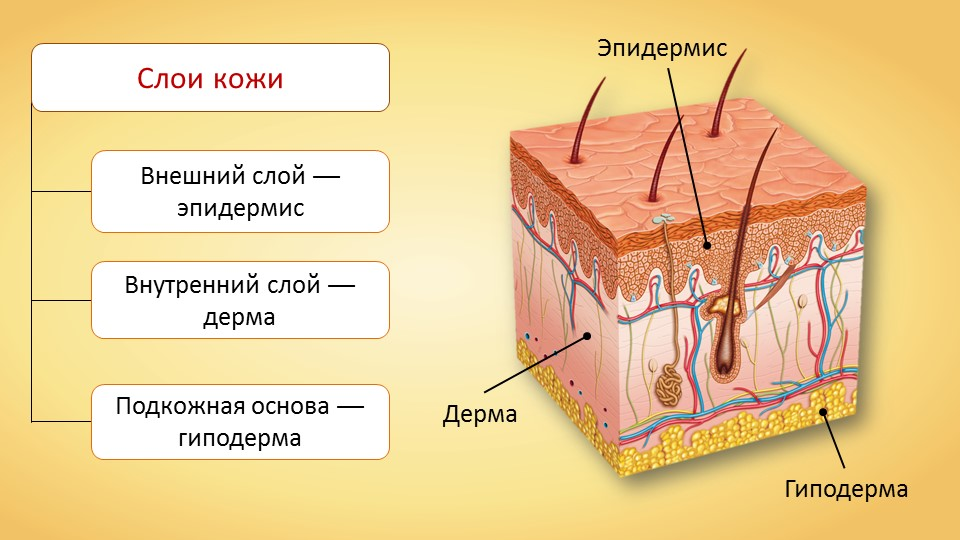 Слои кожи
Внешний слой —
эпидермис
Внутренний слой —
дерма
Подкожная основа —
гиподерма
Эпидермис
Дерма
Гиподерма